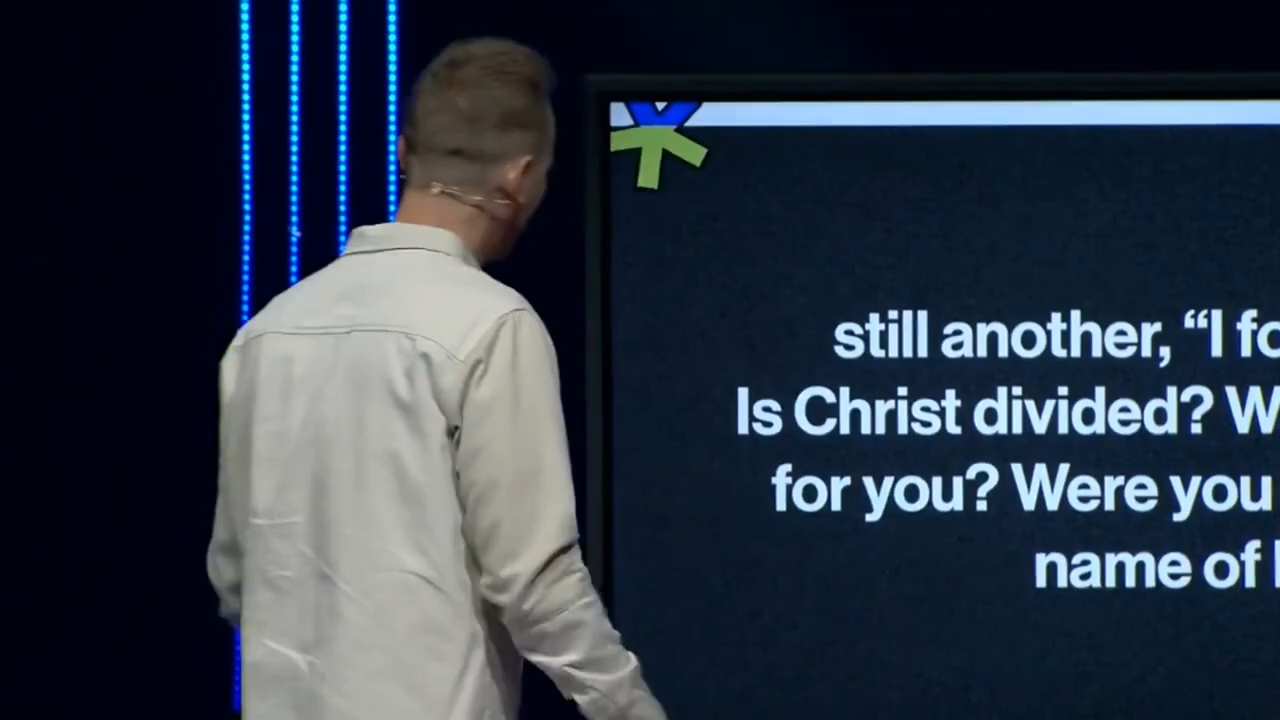 still another, “I fo
Is Christ divided? W
for you? Were you
name of